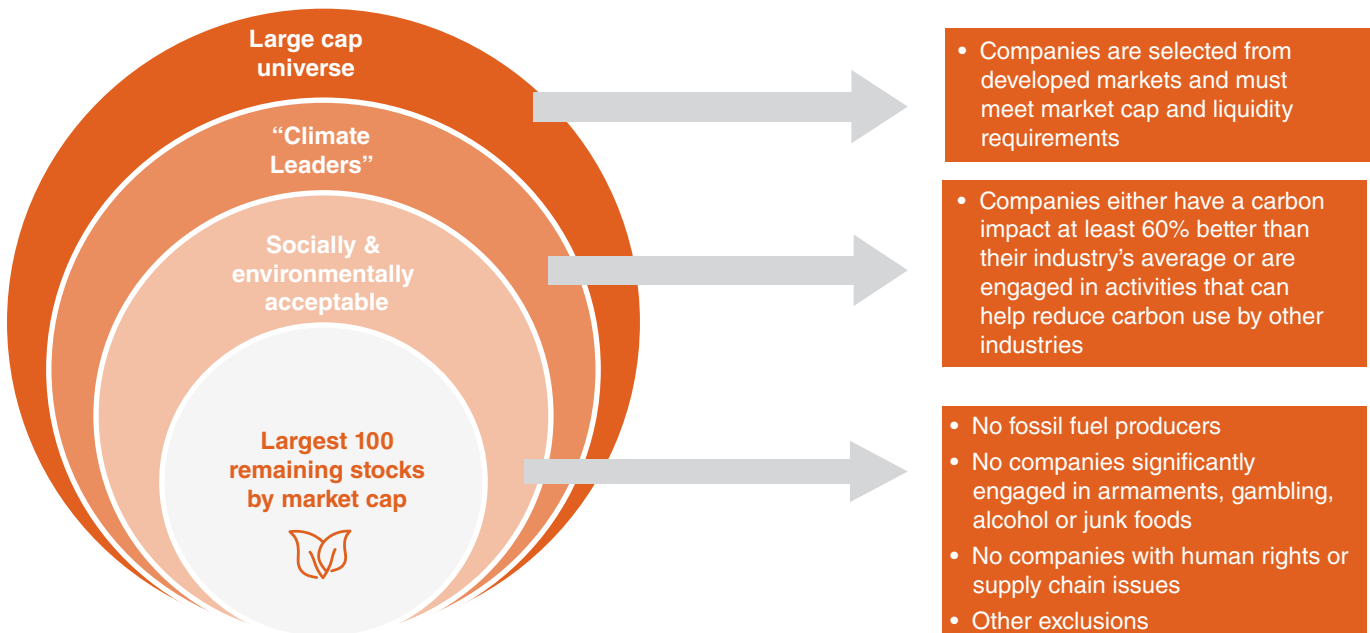 Large cap
universe
“Climate
Leaders”
Socially &
environmentally
acceptable
Largest 100
remaining stocks
by market cap
• Companies are selected from
developed markets and must
meet market cap and liquidity
requirements
• Companies either have a carbon
impact at least 60% better than
their industry’s average or are
engaged in activities that can
help reduce carbon use by other
industries
• No fossil fuel producers
• No companies significantly
engaged in armaments, gambling,
alcohol or junk foods
• No companies with human rights or
supply chain issues
• Other exclusions